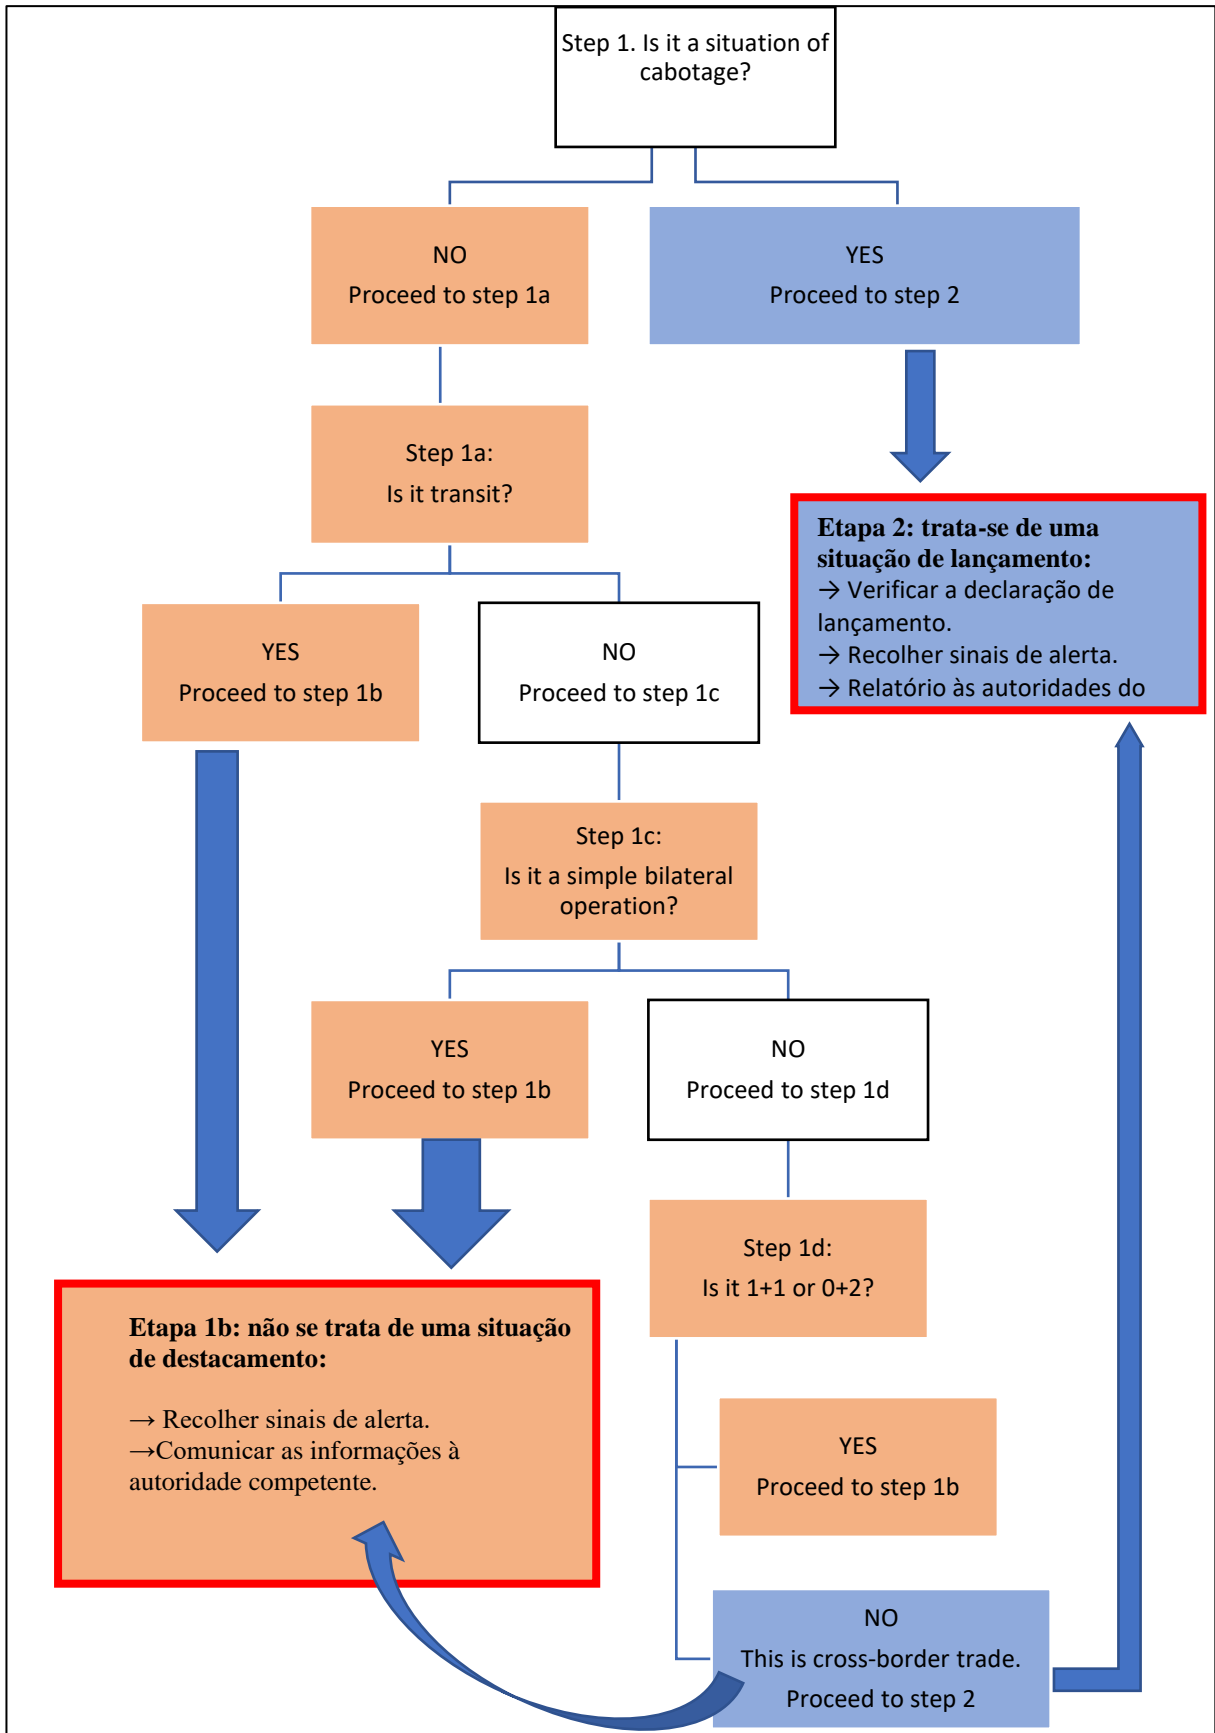 Step 1. Is it a situation of
cabotage?
NO
Proceed to step 1a
YES
Proceed to step 2
Step 1a:
Is it transit?
Etapa 2: trata-se de uma
situação de lançamento:
→ Verificar a declaração de
lançamento.
→ Recolher sinais de alerta.
→ Relatório às autoridades do
YES
Proceed to step 1b
NO
Proceed to step 1c
Step 1c:
Is it a simple bilateral
operation?
YES
Proceed to step 1b
NO
Proceed to step 1d
Step 1d:
Is it 1+1 or 0+2?
Etapa 1b: não se trata de uma situação
de destacamento:
→ Recolher sinais de alerta.
→Comunicar as informações à
autoridade competente.
YES
Proceed to step 1b
NO
This is cross-border trade.
Proceed to step 2